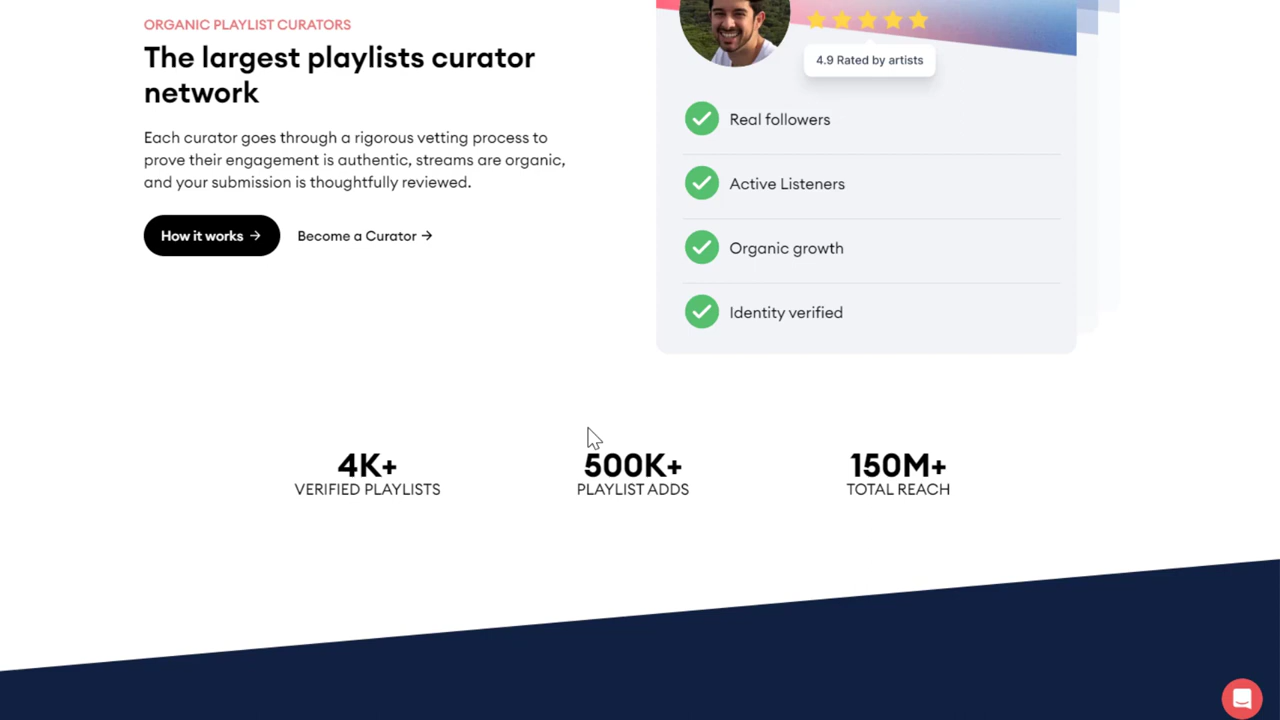 ORGANIC PLAYLIST CURATORS
The largest playlists curator
network
Each curator goes through a rigorous vetting process to
prove their engagement is authentic, streams are organic,
and your submission is thoughtfully reviewed.
How it works →
Become a Curator →
4.9 Rated by artists
Real followers
Active Listeners
Organic growth
Identity verified
4K+
VERIFIED PLAYLISTS
500K+
PLAYLIST ADDS
150M+
TOTAL REACH